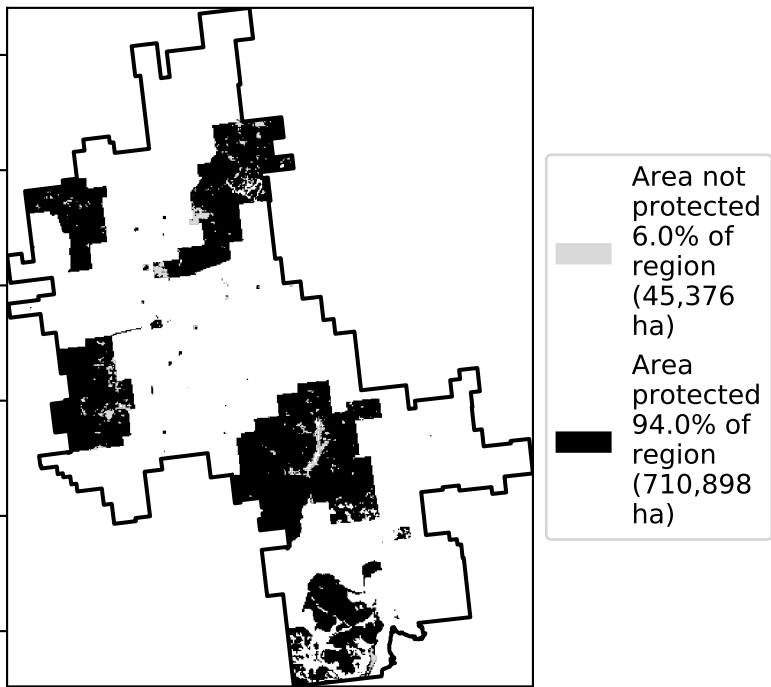 Area not
protected
6.0% of
region
(45,376
ha)
Area
protected
94.0% of
region
(710,898
ha)